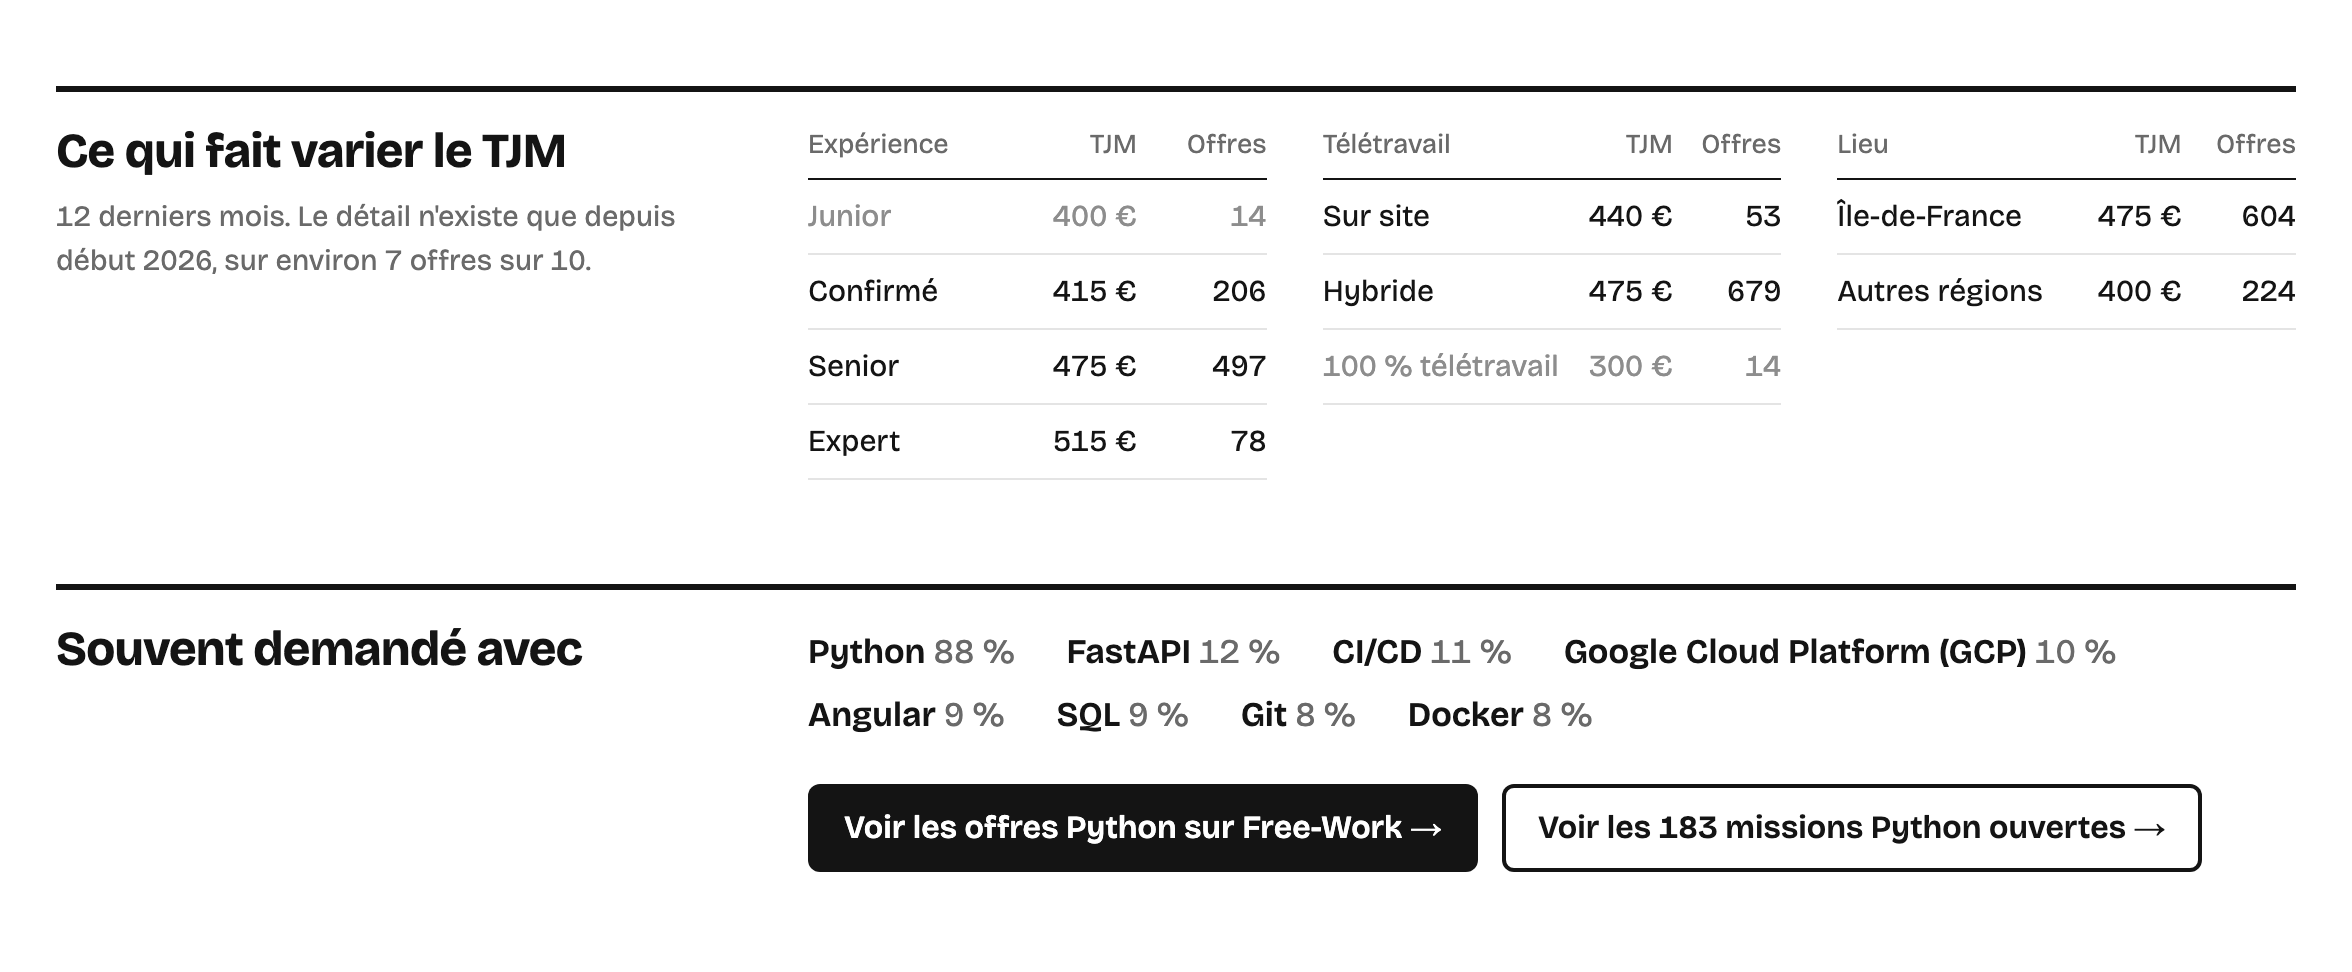 Ce qui fait varier le TJM
12 derniers mois. Le détail n'existe que depuis
début 2026, sur environ 7 offres sur 10.
Expérience TJM Offres
Junior 400 € 14
Confirmé 415 € 206
Senior 475 € 497
Expert 515 € 78
Télétravail TJM Offres
Sur site 440 € 53
Hybride 475 € 679
100 % télétravail 300 € 14
Lieu TJM Offres
Île-de-France 475 € 604
Autres régions 400 € 224
Souvent demandé avec
Python 88 % FastAPI 12 % CI/CD 11 % Google Cloud Platform (GCP) 10 %
Angular 9 % SQL 9 % Git 8 % Docker 8 %
Voir les offres Python sur Free-Work →
Voir les 183 missions Python ouvertes →